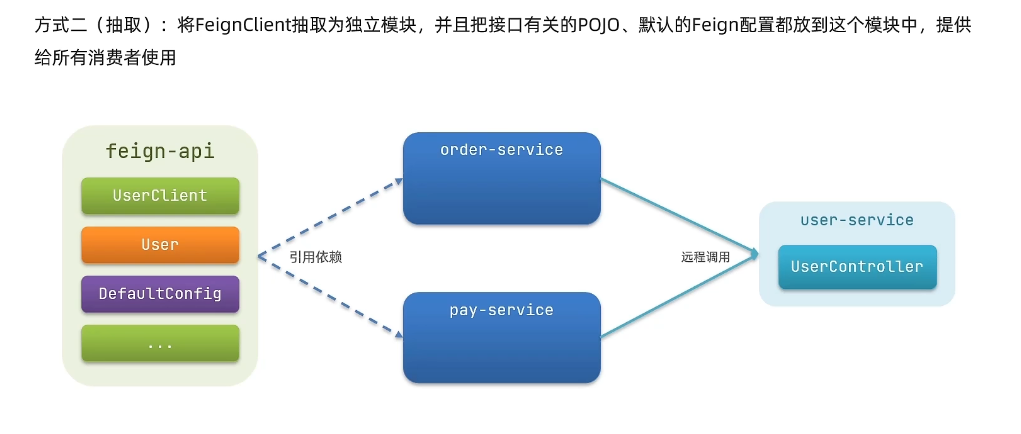 方式二（抽取）：将FeignClient抽取为独立模块，并且把接口有关的POJO、默认的Feign配置都放到这个模块中，提供
给所有消费者使用
feign-api
UserClient
User
DefaultConfig
...
引用依赖
order-service
pay-service
远程调用
user-service
UserController